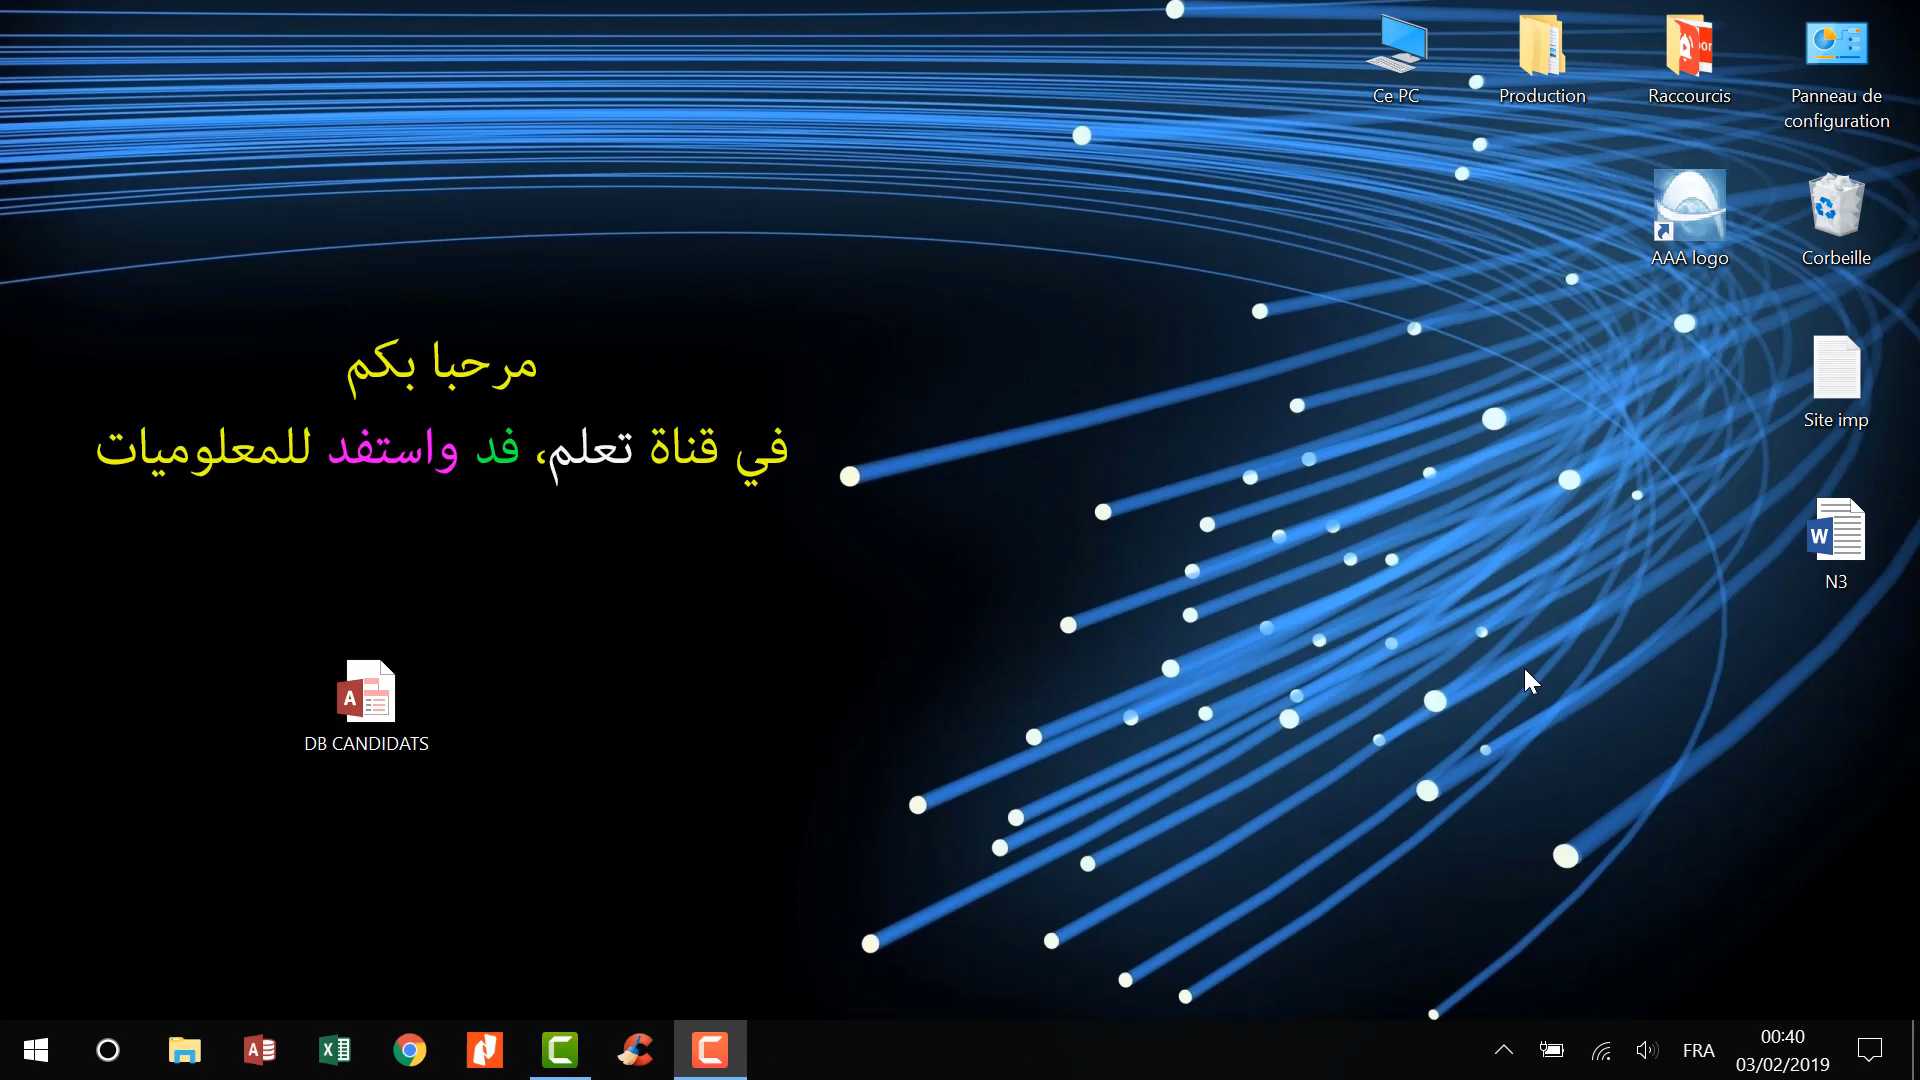 Ce PC
Production
Raccourcis
Panneau de
configuration
AAA logo
Corbeille
مرحبا بكم
Site imp
في قناة تعلم، فد واستفد للمعلوميات
N3
DB CANDIDATS
FRA
00:40
03/02/2019